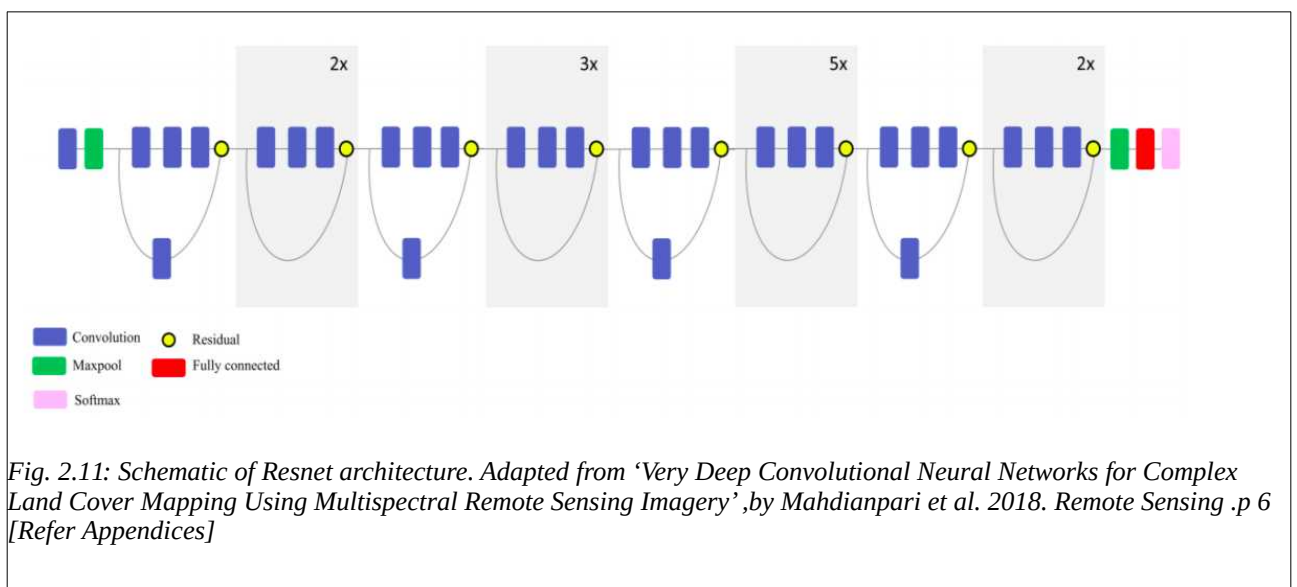 2x 3x 5x 2x
Convolution Residual
Maxpool Fully connected
Softmax
Fig. 2.11: Schematic of Resnet architecture. Adapted from ‘Very Deep Convolutional Neural Networks for Complex
Land Cover Mapping Using Multispectral Remote Sensing Imagery’ ,by Mahdianpari et al. 2018. Remote Sensing .p 6
[Refer Appendices]